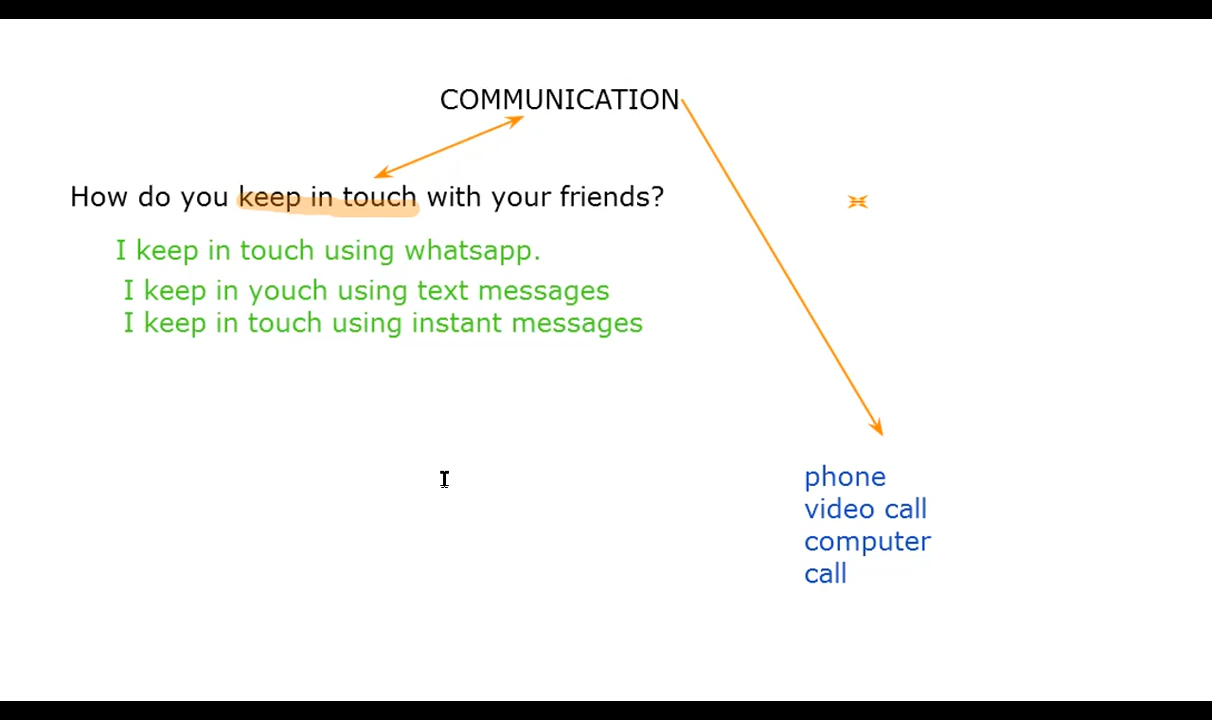 COMMUNICATION
How do you keep in touch with your friends?
I keep in touch using whatsapp.
I keep in youch using text messages
I keep in touch using instant messages
phone
video call
computer
call